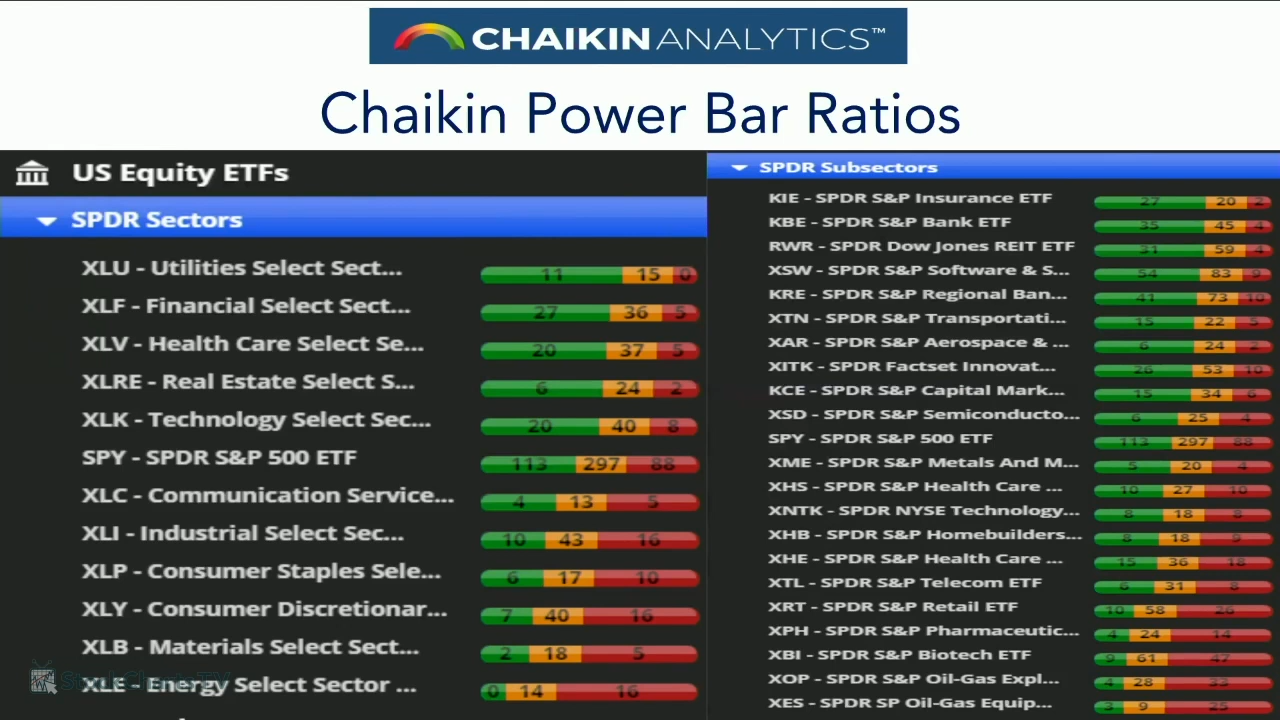 CHAIKIN ANALYTICS™
Chaikin Power Bar Ratios
US Equity ETFs
SPDR Sectors
XLU - Utilities Select Sect... 11 15 0
XLF - Financial Select Sect... 27 36 5
XLV - Health Care Select Se... 20 37 5
XLRE - Real Estate Select S... 6 24 2
XLK - Technology Select Sec... 20 40 8
SPY - SPDR S&P 500 ETF 113 297 88
XLC - Communication Service... 4 13 5
XLI - Industrial Select Sec... 10 43 16
XLP - Consumer Staples Sele... 6 17 10
XLY - Consumer Discretionar... 7 40 16
XLB - Materials Select Sect... 2 18 5
XLE - Energy Select Sector ... 0 14 16
StockCharts TV
SPDR Subsectors
KIE - SPDR S&P Insurance ETF 27 20 2
KBE - SPDR S&P Bank ETF 35 45 4
RWR - SPDR Dow Jones REIT ETF 31 59 4
XSW - SPDR S&P Software & S... 54 83 9
KRE - SPDR S&P Regional Ban... 41 73 10
XTN - SPDR S&P Transportati... 15 22 5
XAR - SPDR S&P Aerospace & ... 6 24 2
XITK - SPDR Factset Innovat... 26 53 10
KCE - SPDR S&P Capital Mark... 15 34 6
XSD - SPDR S&P Semiconducto... 6 25 4
SPY - SPDR S&P 500 ETF 113 297 88
XME - SPDR S&P Metals And M... 5 20 4
XHS - SPDR S&P Health Care ... 10 27 10
XNTK - SPDR NYSE Technology... 8 18 8
XHB - SPDR S&P Homebuilders... 8 18 9
XHE - SPDR S&P Health Care ... 15 36 18
XTL - SPDR S&P Telecom ETF 6 31 8
XRT - SPDR S&P Retail ETF 10 58 26
XPH - SPDR S&P Pharmaceutic... 4 24 14
XBI - SPDR S&P Biotech ETF 9 61 47
XOP - SPDR S&P Oil-Gas Expl... 4 28 33
XES - SPDR SP Oil-Gas Equip... 3 9 25